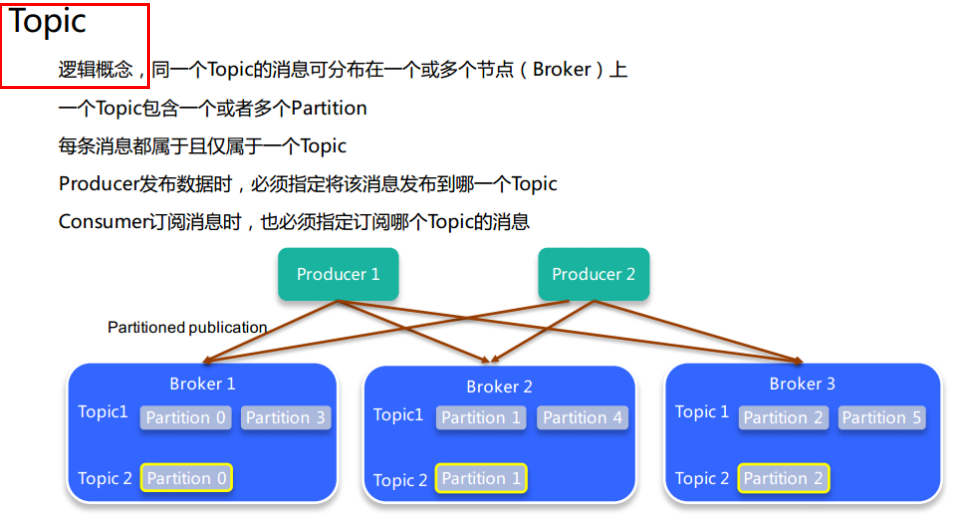 Topic
逻辑概念，同一个Topic的消息可分布在一个或多个节点（Broker）上
一个Topic包含一个或者多个Partition
每条消息都属于且仅属于一个Topic
Producer发布数据时，必须指定将该消息发布到哪一个Topic
Consumer订阅消息时，也必须指定订阅哪个Topic的消息
Producer 1
Producer 2
Partitioned publication
Broker 1
Topic1 Partition 0 Partition 3
Topic 2 Partition 0
Broker 2
Topic1 Partition 1 Partition 4
Topic 2 Partition 1
Broker 3
Topic 1 Partition 2 Partition 5
Topic 2 Partition 2